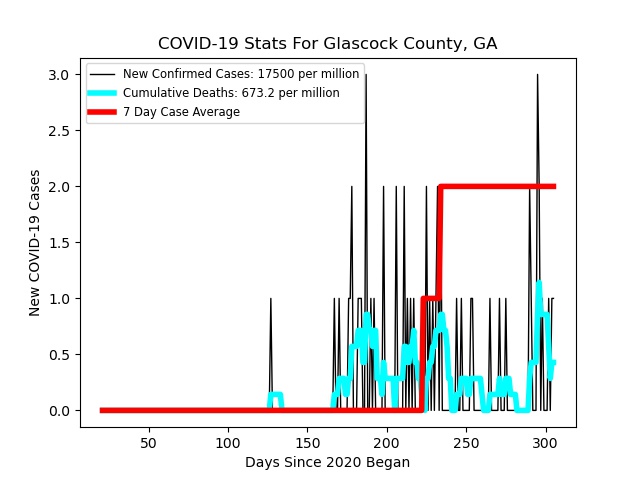 COVID-19 Stats For Glascock County, GA
New Confirmed Cases: 17500 per million
Cumulative Deaths: 673.2 per million
7 Day Case Average
New COVID-19 Cases
3.0
2.5
2.0
1.5
1.0
0.5
0.0
50 100 150 200 250 300
Days Since 2020 Began